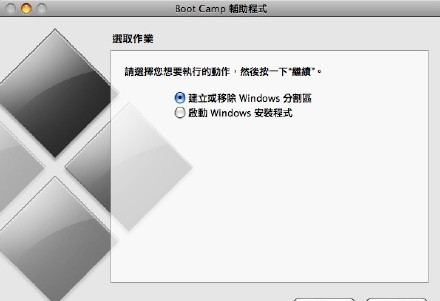 Boot Camp 輔助程式
選取作業
請選擇您想要執行的動作，然後按一下“繼續”。
建立或移除 Windows 分割區
啟動 Windows 安裝程式